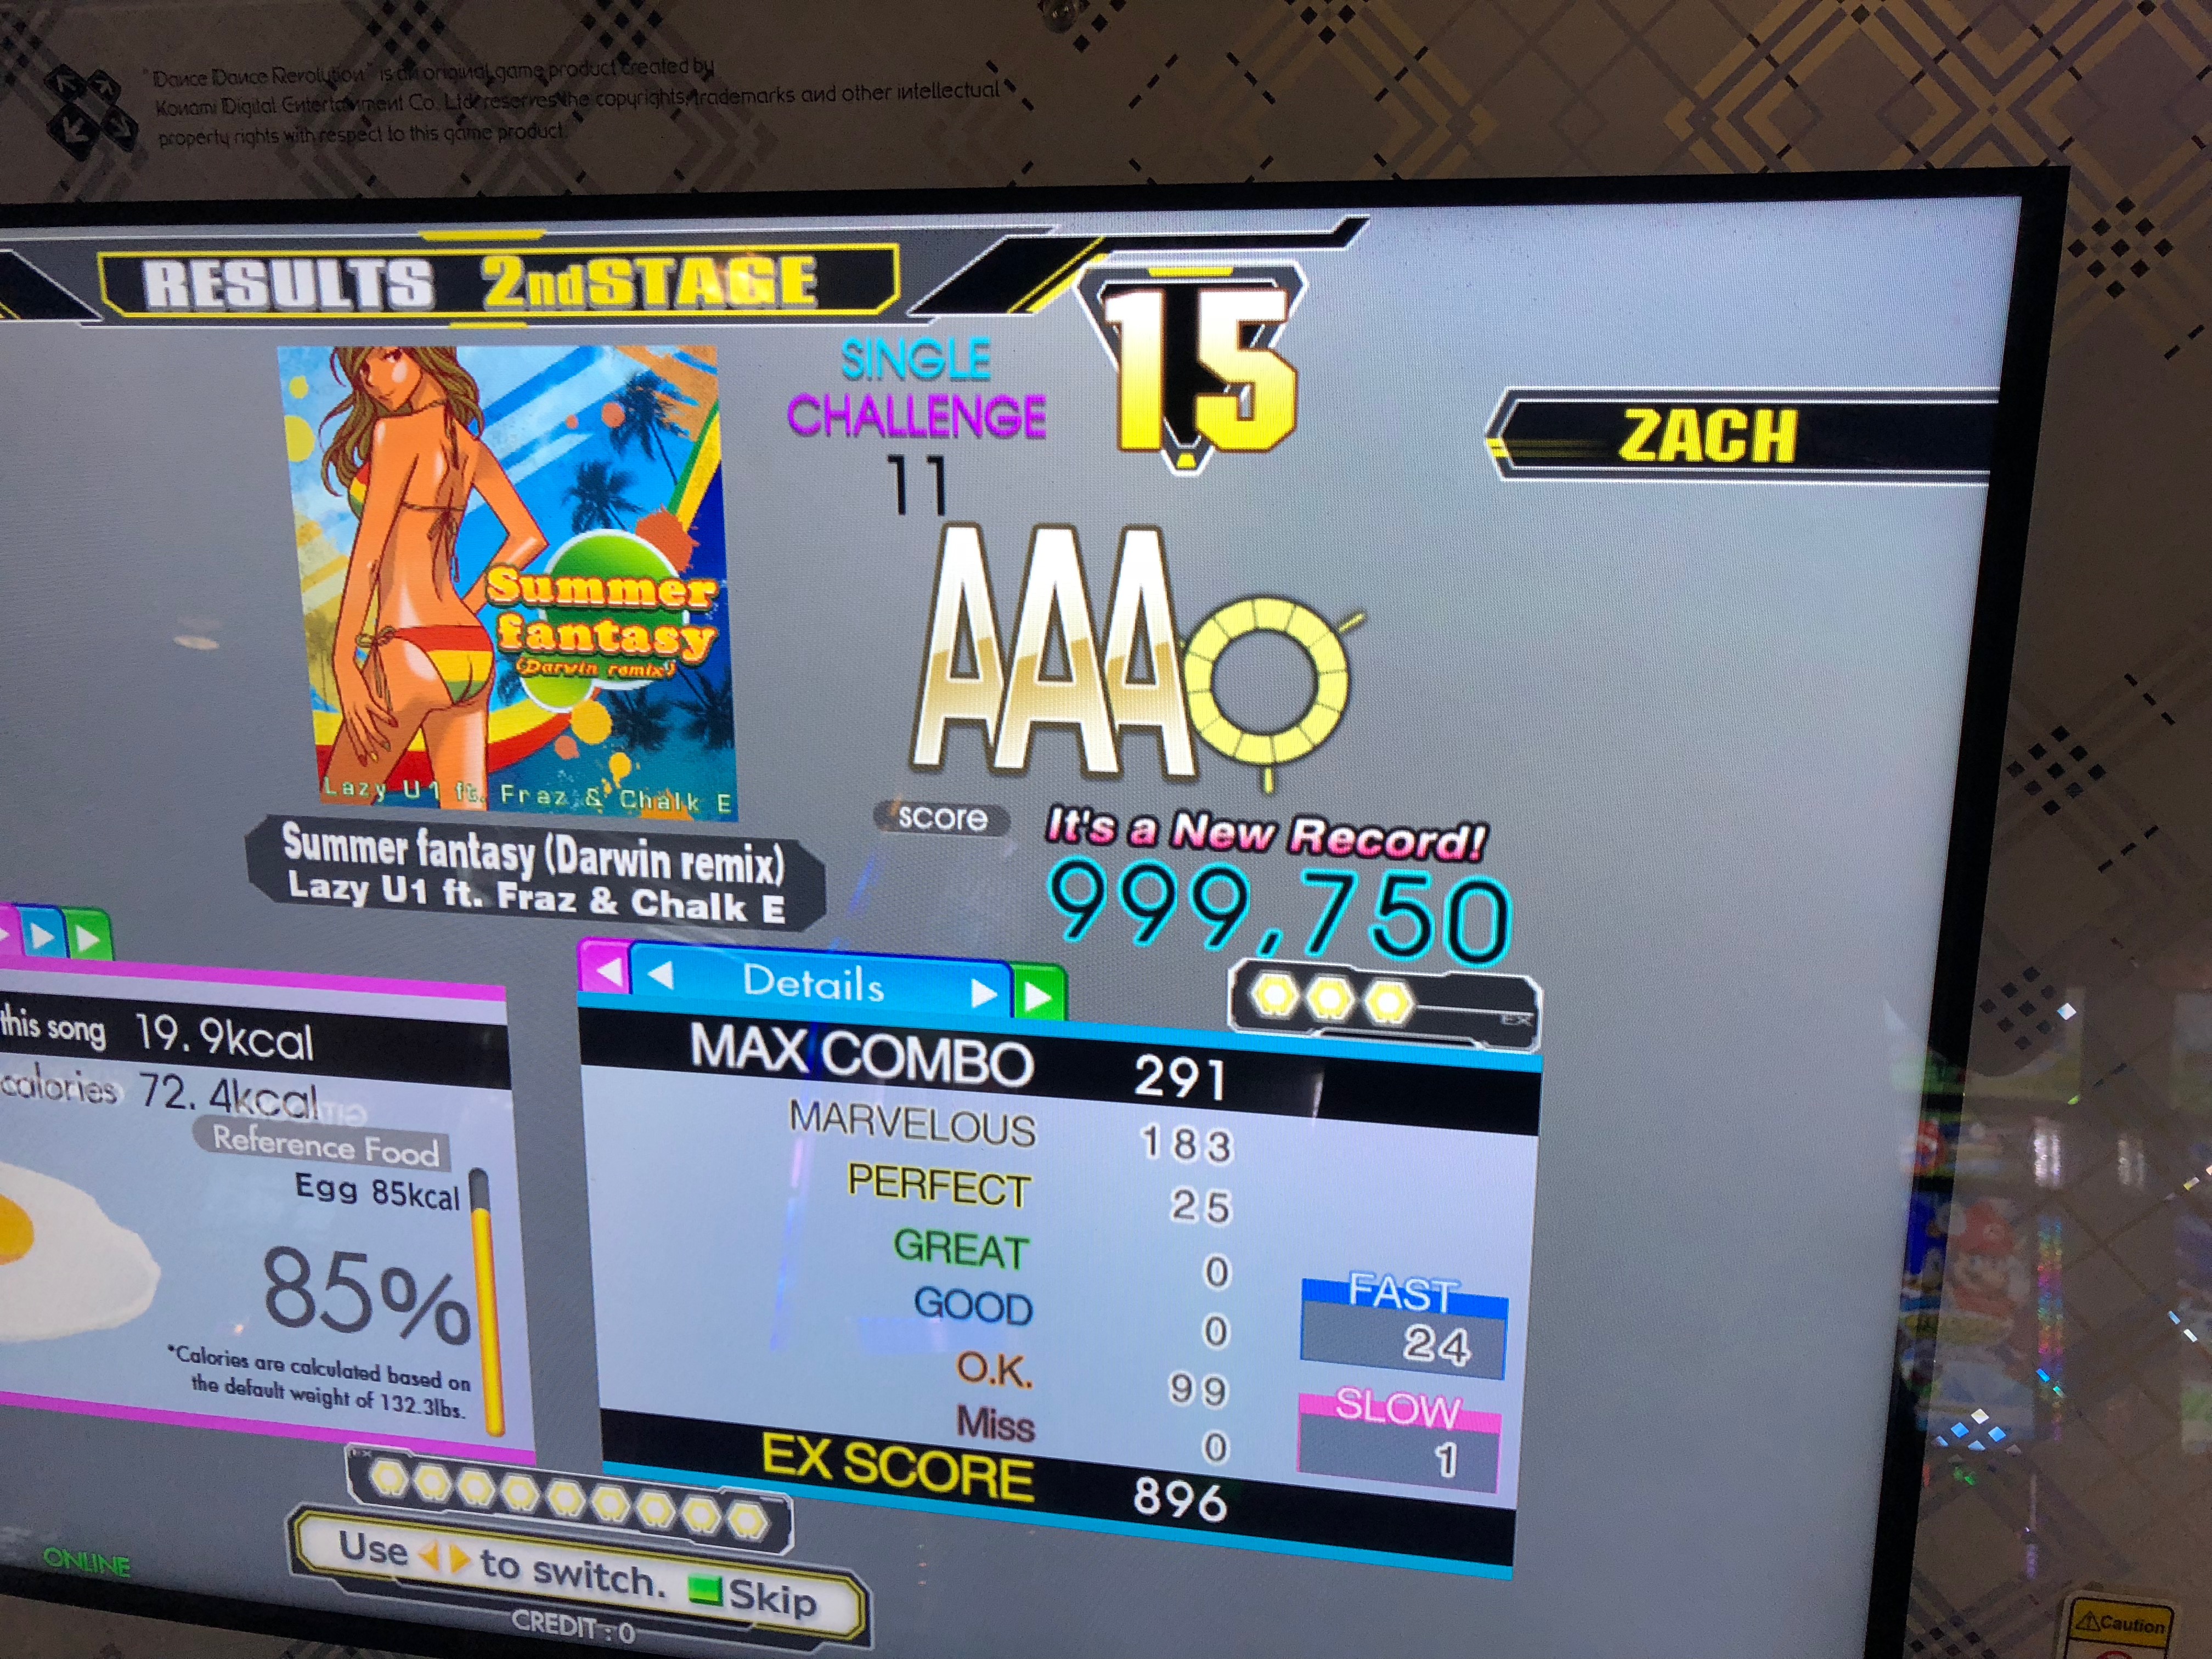 "Dance Dance Revolution" is an original game product created by
Konami Digital Entertainment Co. Ltd. reserves the copyrights, trademarks and other intellectual
property rights with respect to this game product.
RESULTS 2ndSTAGE
SINGLE
CHALLENGE
11
15
ZACH
AAA
Summer
fantasy
(Darwin remix)
Lazy U1 ft. Fraz & Chalk E
Summer fantasy (Darwin remix)
Lazy U1 ft. Fraz & Chalk E
score
It's a New Record!
999,750
EX
this song 19.9kcal
calories 72.4kcal
Reference Food
Egg 85kcal
85%
*Calories are calculated based on
the default weight of 132.3lbs.
Details
MAX COMBO 291
MARVELOUS 183
PERFECT 25
GREAT 0
GOOD 0
O.K. 99
Miss 0
EX SCORE 896
FAST
24
SLOW
1
EX
Use to switch. Skip
CREDIT : 0
ONLINE
Caution